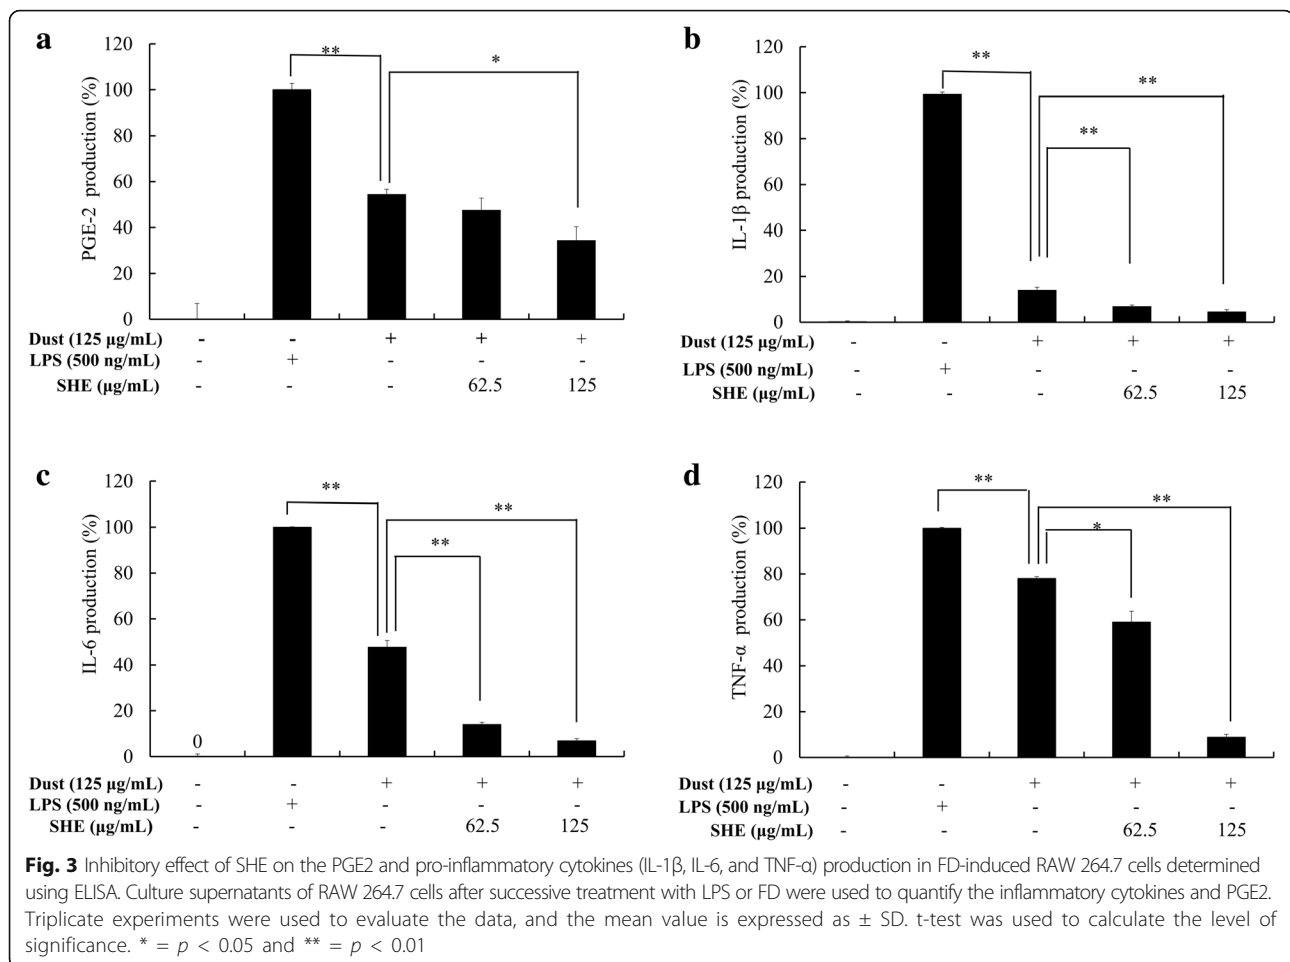 a
120
100
80
60
40
20
0
PGE-2 production (%)
**
*
Dust (125 µg/mL) - - + + +
LPS (500 ng/mL) - + - - -
SHE (µg/mL) - - - 62.5 125
b
120
100
80
60
40
20
0
IL-1β production (%)
**
**
**
Dust (125 µg/mL) - - + + +
LPS (500 ng/mL) - + - - -
SHE (µg/mL) - - - 62.5 125
c
120
100
80
60
40
20
0
IL-6 production (%)
0
**
**
**
Dust (125 µg/mL) - - + + +
LPS (500 ng/mL) - + - - -
SHE (µg/mL) - - - 62.5 125
d
120
100
80
60
40
20
0
TNF-α production (%)
**
**
*
Dust (125 µg/mL) - - + + +
LPS (500 ng/mL) - + - - -
SHE (µg/mL) - - - 62.5 125
Fig. 3 Inhibitory effect of SHE on the PGE2 and pro-inflammatory cytokines (IL-1β, IL-6, and TNF-α) production in FD-induced RAW 264.7 cells determined
using ELISA. Culture supernatants of RAW 264.7 cells after successive treatment with LPS or FD were used to quantify the inflammatory cytokines and PGE2.
Triplicate experiments were used to evaluate the data, and the mean value is expressed as ± SD. t-test was used to calculate the level of
significance. * = p < 0.05 and ** = p < 0.01